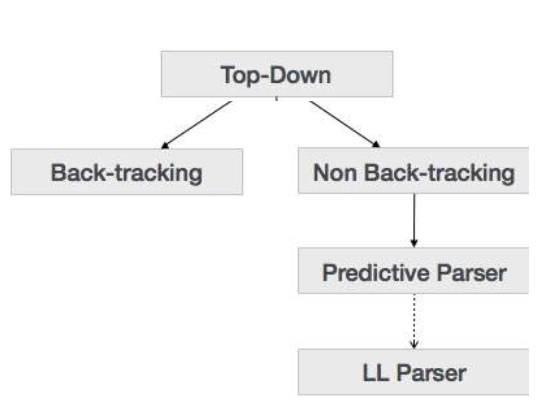 Top-Down
Back-tracking
Non Back-tracking
Predictive Parser
LL Parser